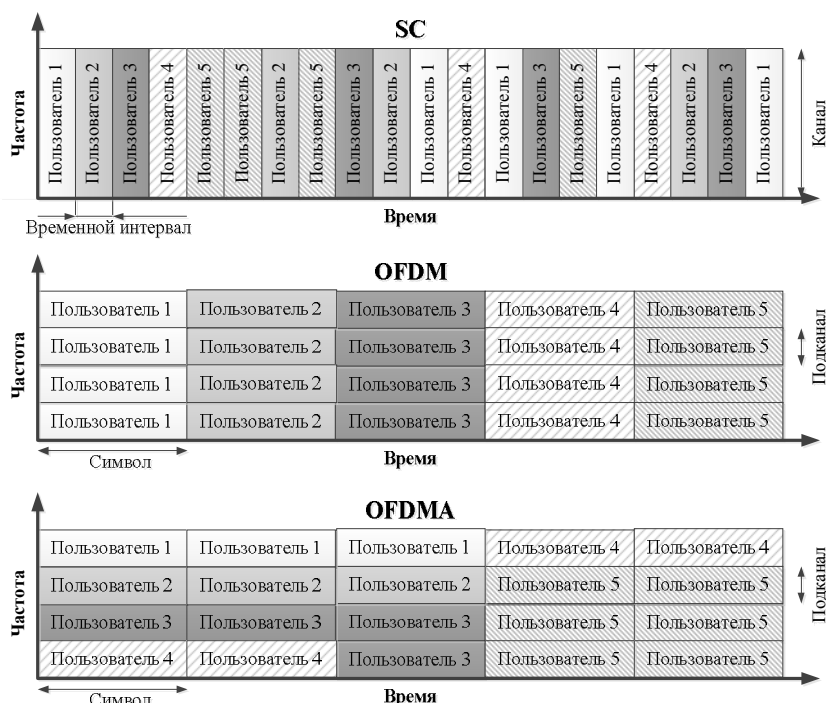 SC
Частота
Пользователь 1
Пользователь 2
Пользователь 3
Пользователь 4
Пользователь 5
Пользователь 5
Пользователь 2
Пользователь 5
Пользователь 3
Пользователь 2
Пользователь 1
Пользователь 4
Пользователь 1
Пользователь 3
Пользователь 5
Пользователь 1
Пользователь 4
Пользователь 2
Пользователь 3
Пользователь 1
Канал
Время
Временной интервал
OFDM
Частота
Пользователь 1 Пользователь 2 Пользователь 3 Пользователь 4 Пользователь 5
Пользователь 1 Пользователь 2 Пользователь 3 Пользователь 4 Пользователь 5
Пользователь 1 Пользователь 2 Пользователь 3 Пользователь 4 Пользователь 5
Пользователь 1 Пользователь 2 Пользователь 3 Пользователь 4 Пользователь 5
Подканал
Время
Символ
OFDMA
Частота
Пользователь 1 Пользователь 1 Пользователь 1 Пользователь 4 Пользователь 4
Пользователь 2 Пользователь 2 Пользователь 2 Пользователь 5 Пользователь 5
Пользователь 3 Пользователь 3 Пользователь 3 Пользователь 5 Пользователь 5
Пользователь 4 Пользователь 4 Пользователь 3 Пользователь 5 Пользователь 5
Подканал
Время
Символ